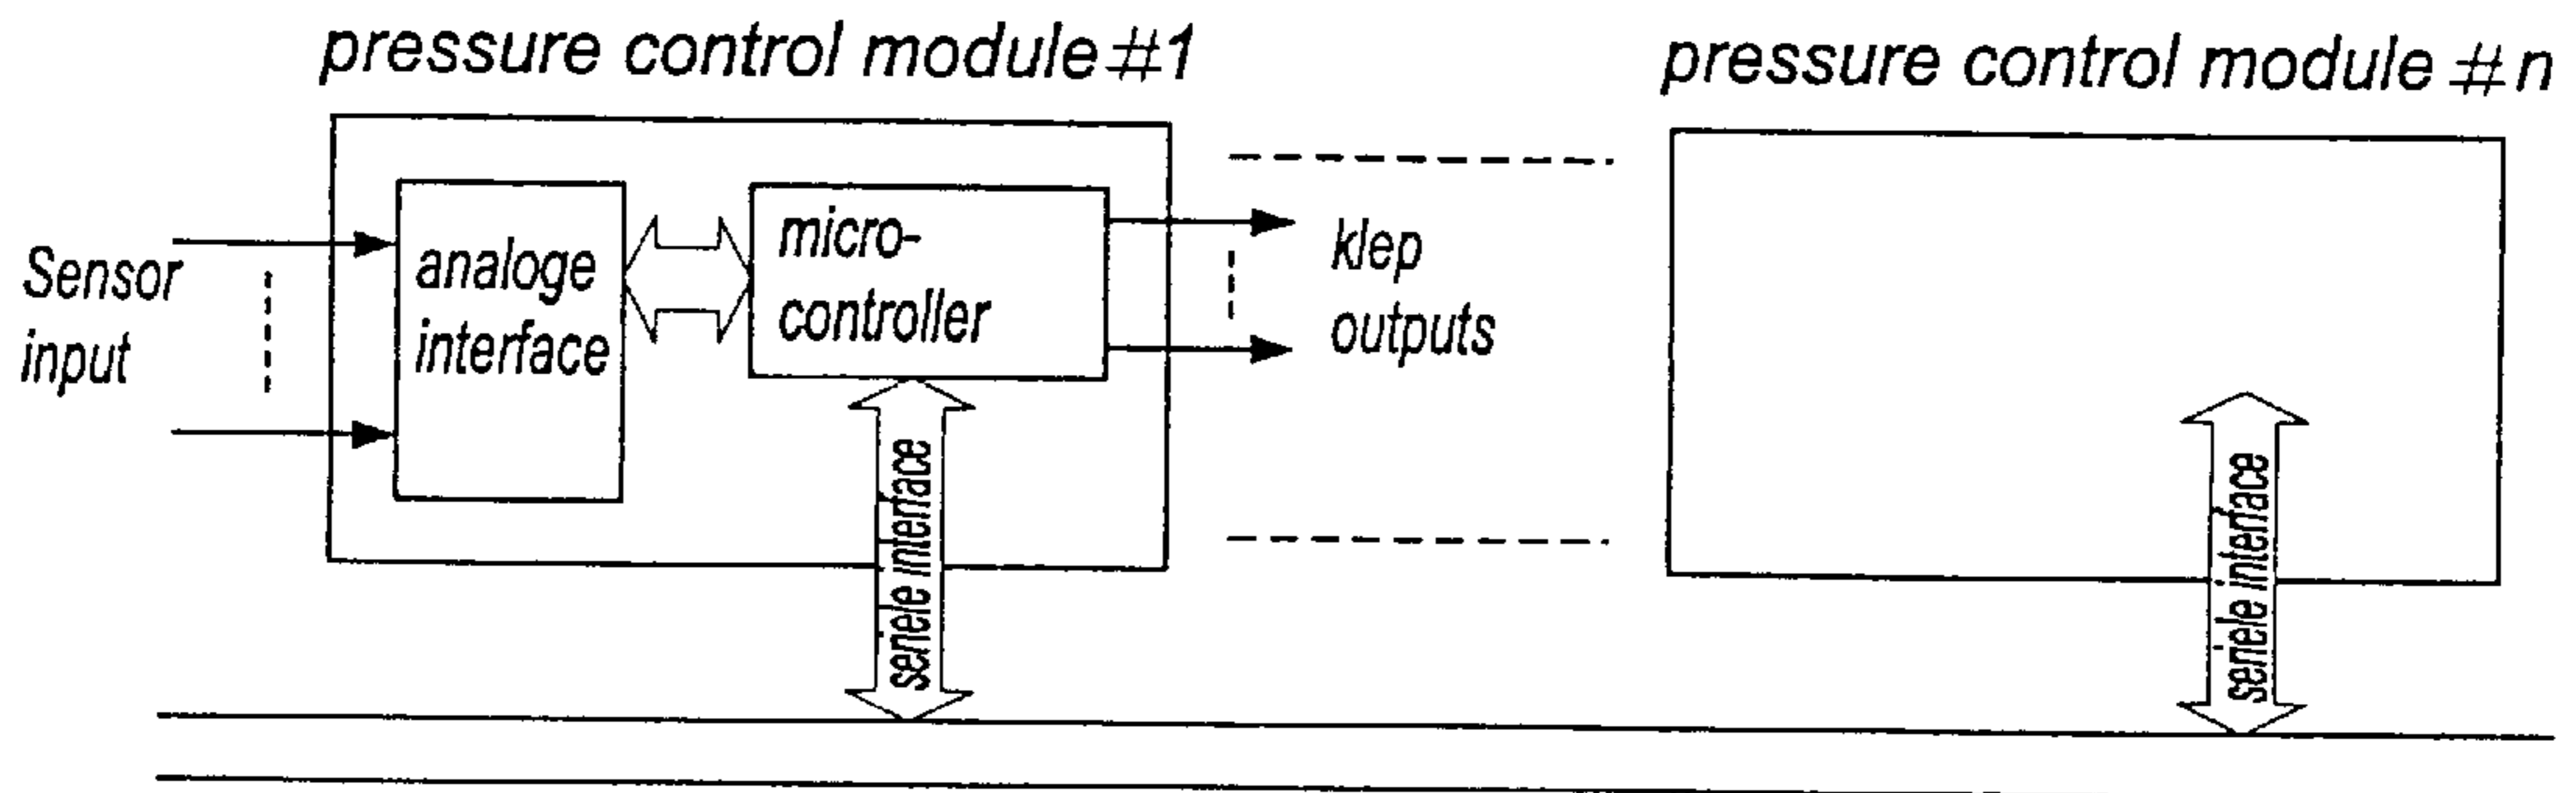 pressure control module #1
pressure control module #n
Sensor
input
analoge
interface
micro-
controller
klep
outputs
seriele interface
seriele interface